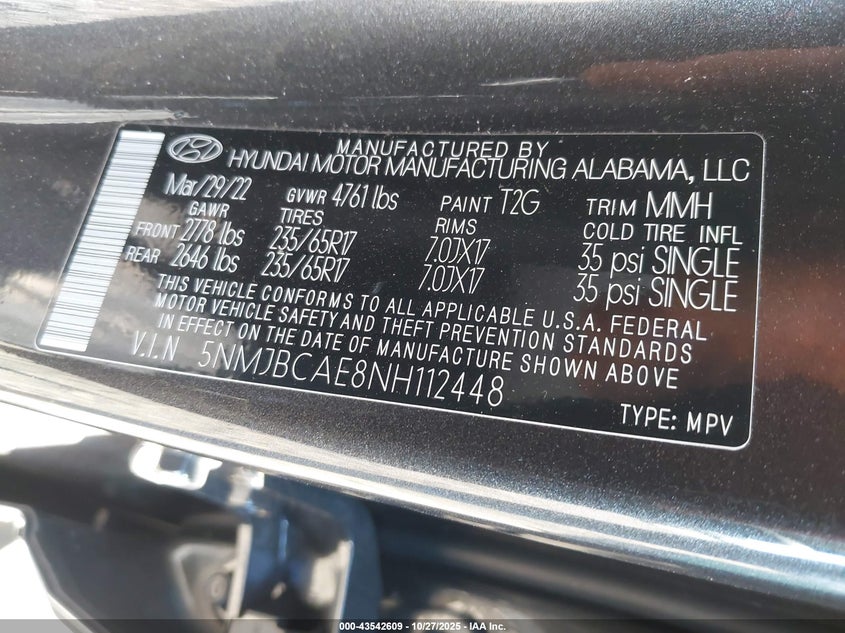 MANUFACTURED BY
HYUNDAI MOTOR MANUFACTURING ALABAMA, LLC
Mar/29/22 GVWR 4761 lbs PAINT T2G TRIM MMH
GAWR TIRES RIMS COLD TIRE INFL
FRONT 2778 lbs 235/65R17 7.0JX17 35 psi SINGLE
REAR 2646 lbs 235/65R17 7.0JX17 35 psi SINGLE
THIS VEHICLE CONFORMS TO ALL APPLICABLE U.S.A. FEDERAL
MOTOR VEHICLE SAFETY AND THEFT PREVENTION STANDARDS
IN EFFECT ON THE DATE OF MANUFACTURE SHOWN ABOVE
V.I.N 5NMJBCAE8NH112448
TYPE: MPV
000-43542609 | 10/27/2025 | IAA Inc.